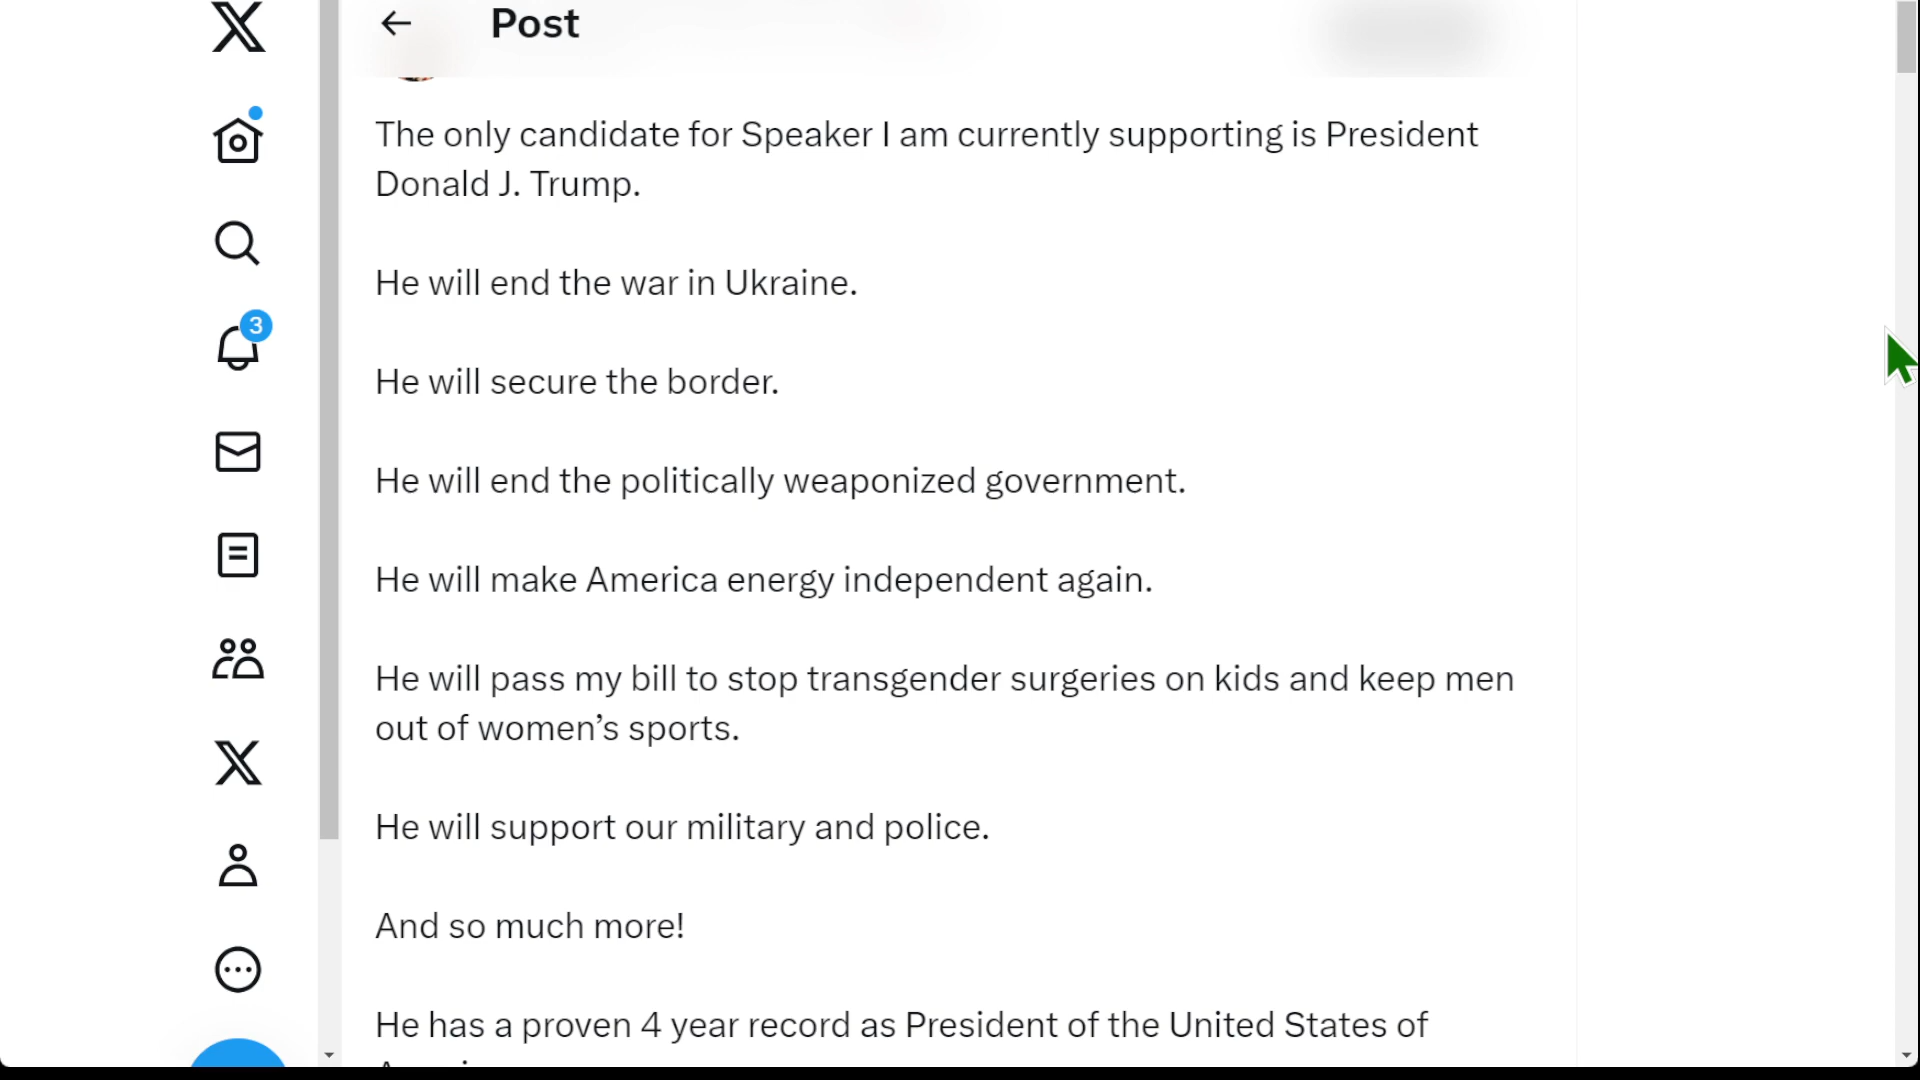 Post
The only candidate for Speaker I am currently supporting is President
Donald J. Trump.
He will end the war in Ukraine.
3
He will secure the border.
He will end the politically weaponized government.
He will make America energy independent again.
He will pass my bill to stop transgender surgeries on kids and keep men
out of women’s sports.
He will support our military and police.
And so much more!
He has a proven 4 year record as President of the United States of